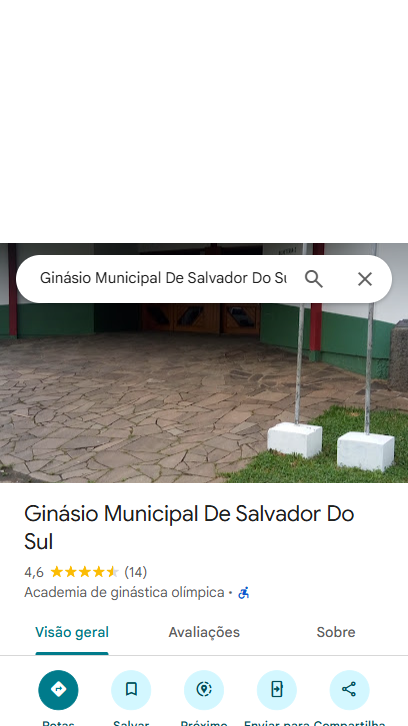 Ginásio Municipal De Salvador Do Su
Ginásio Municipal De Salvador Do
Sul
4,6 (14)
Academia de ginástica olímpica ·
Visão geral Avaliações Sobre
Rotas Salvar Próximo Enviar para Compartilha